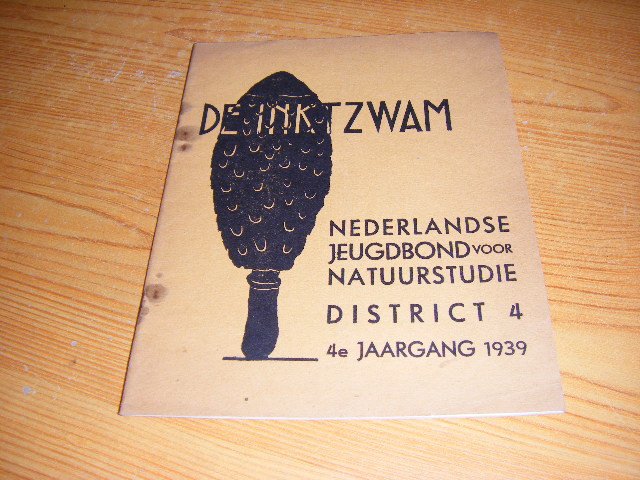 DE INKTZWAM
NEDERLANDSE
JEUGDBOND VOOR
NATUURSTUDIE
DISTRICT 4
4e JAARGANG 1939